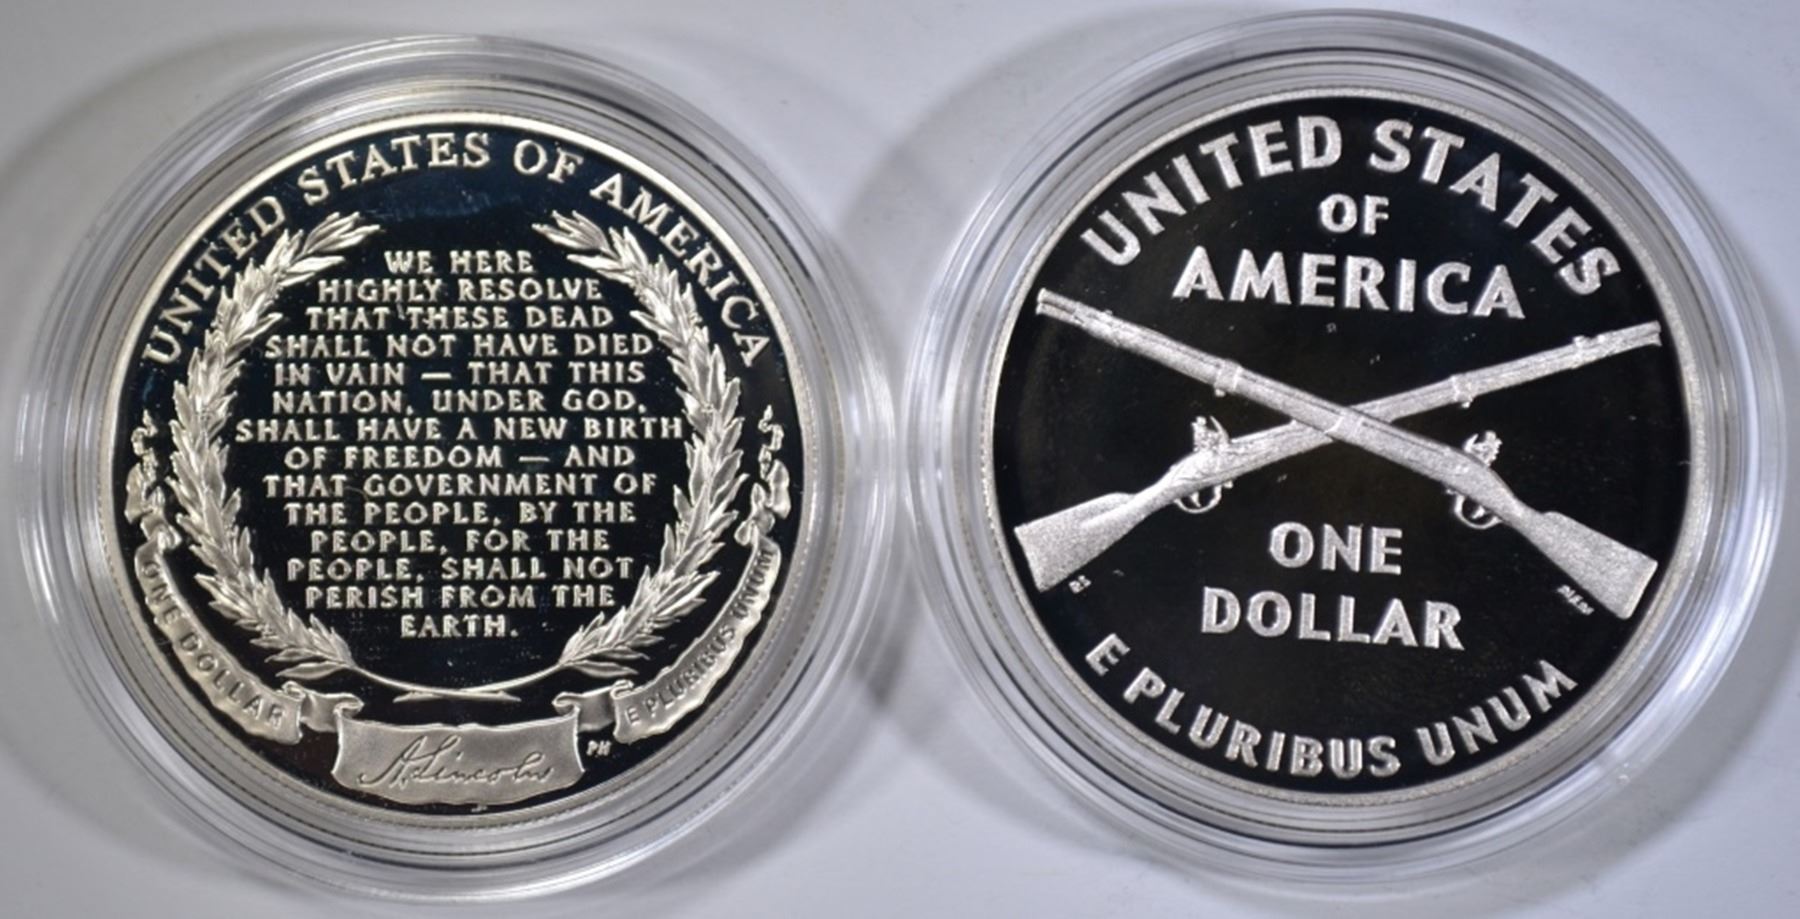 UNITED STATES OF AMERICA
WE HERE
HIGHLY RESOLVE
THAT THESE DEAD
SHALL NOT HAVE DIED
IN VAIN — THAT THIS
NATION, UNDER GOD,
SHALL HAVE A NEW BIRTH
OF FREEDOM — AND
THAT GOVERNMENT OF
THE PEOPLE, BY THE
PEOPLE, FOR THE
PEOPLE, SHALL NOT
PERISH FROM THE
EARTH.
ONE DOLLAR
E PLURIBUS UNUM
A. Lincoln
PH
UNITED STATES
OF
AMERICA
ONE
DOLLAR
E PLURIBUS UNUM